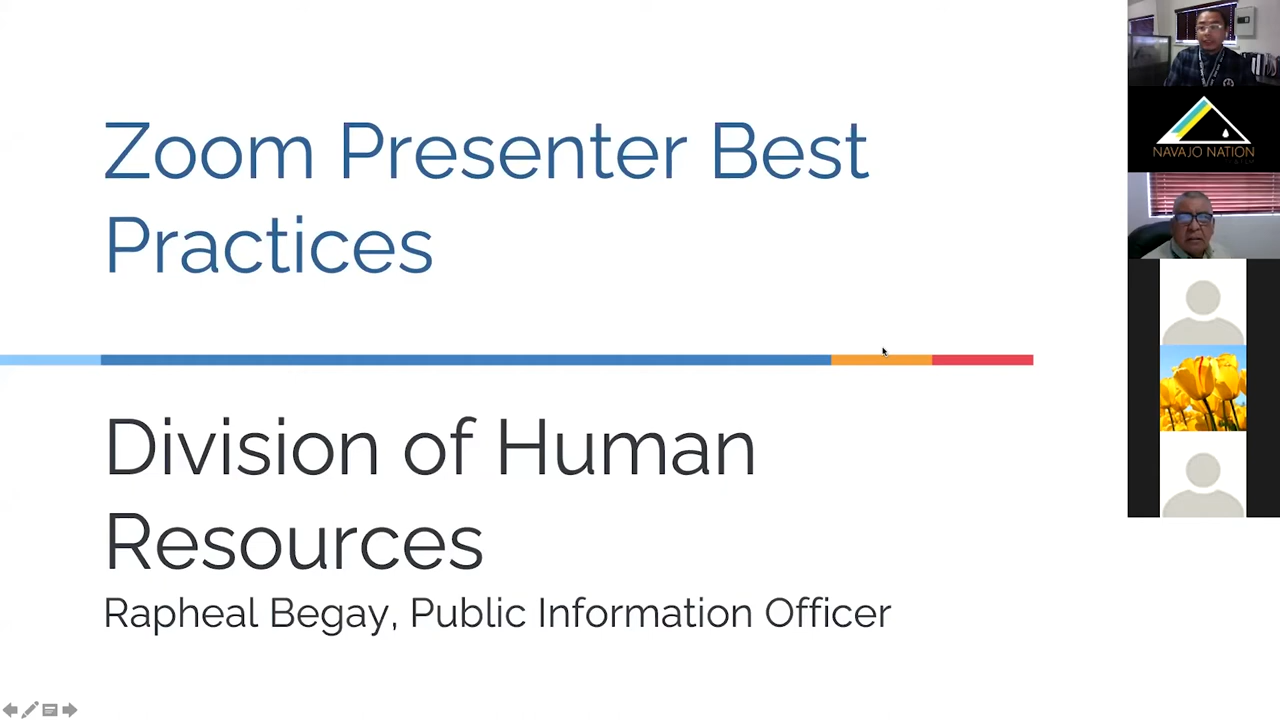 Zoom Presenter Best
Practices
Division of Human
Resources
Rapheal Begay, Public Information Officer
NAVAJO NATION